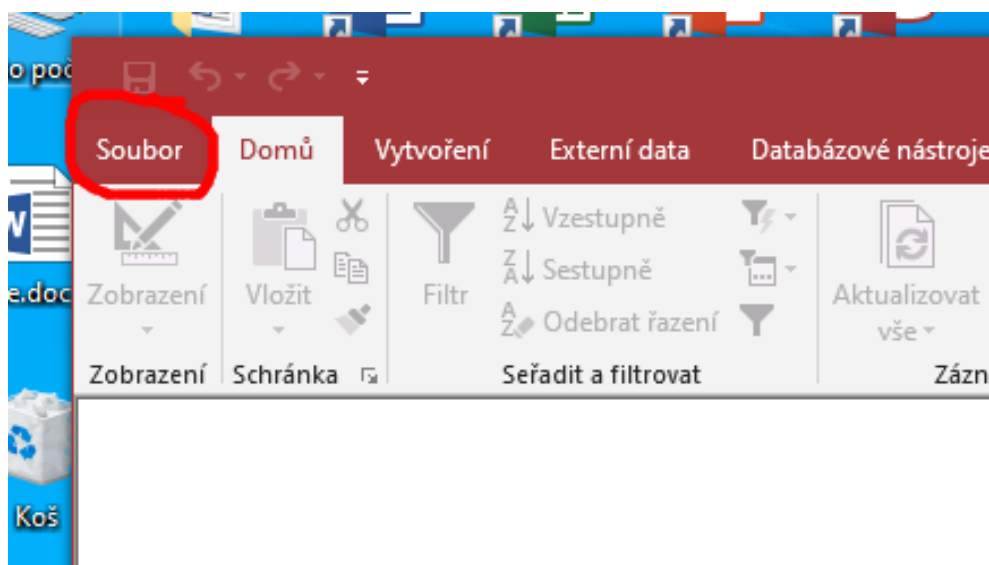 o poč
Soubor Domů Vytvoření Externí data Databázové nástroje
Vzestupně
Sestupně
e.doc Zobrazení Vložit Filtr Odebrat řazení Aktualizovat vše
Zobrazení Schránka Seřadit a filtrovat Zázn
Koš